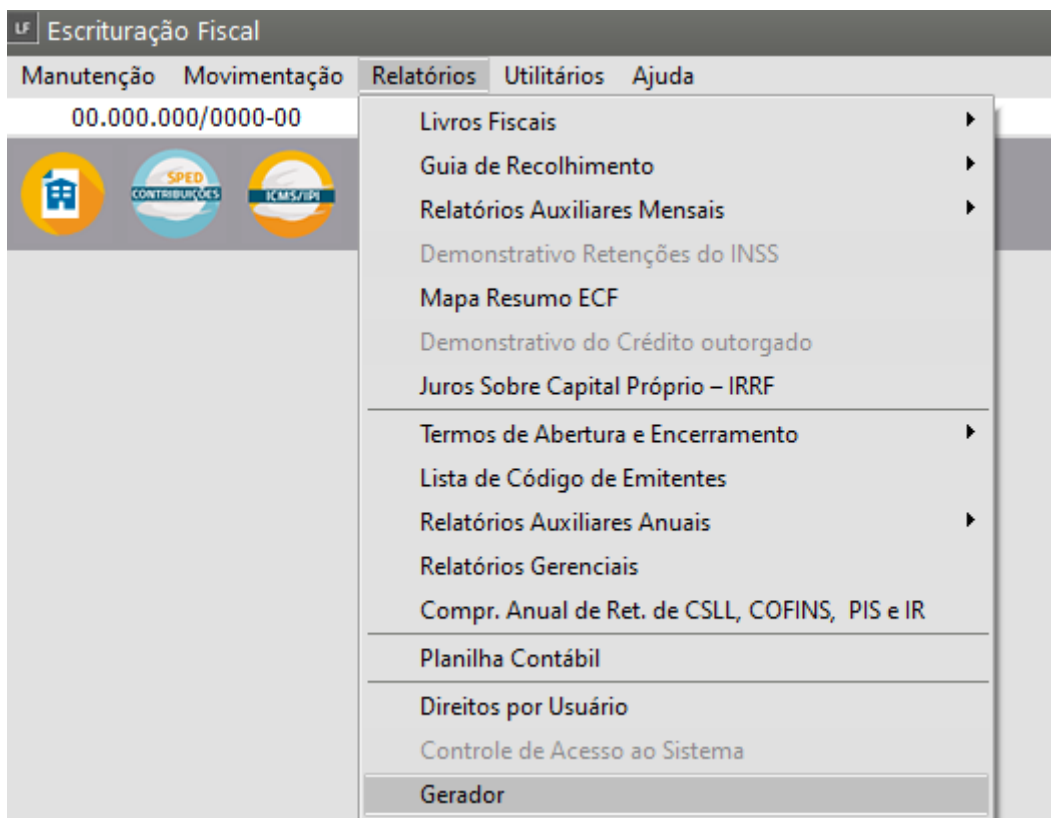 LF Escrituração Fiscal
Manutenção Movimentação Relatórios Utilitários Ajuda
00.000.000/0000-00
SPED
CONTRIBUIÇÕES
ICMS/IPI
Livros Fiscais
Guia de Recolhimento
Relatórios Auxiliares Mensais
Demonstrativo Retenções do INSS
Mapa Resumo ECF
Demonstrativo do Crédito outorgado
Juros Sobre Capital Próprio – IRRF
Termos de Abertura e Encerramento
Lista de Código de Emitentes
Relatórios Auxiliares Anuais
Relatórios Gerenciais
Compr. Anual de Ret. de CSLL, COFINS, PIS e IR
Planilha Contábil
Direitos por Usuário
Controle de Acesso ao Sistema
Gerador